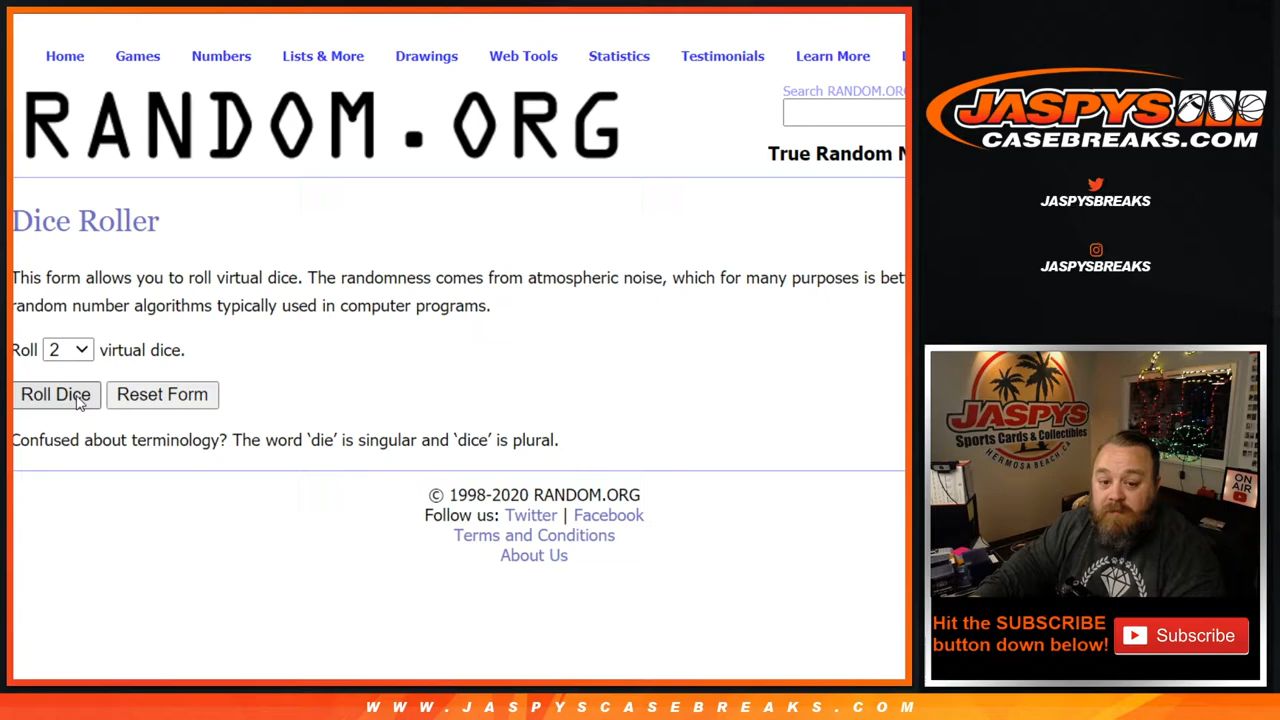 Home Games Numbers Lists & More Drawings Web Tools Statistics Testimonials Learn More
RANDOM.ORG
Search RANDOM.ORG
True Random N
Dice Roller
This form allows you to roll virtual dice. The randomness comes from atmospheric noise, which for many purposes is bet
random number algorithms typically used in computer programs.
Roll 2 virtual dice.
Roll Dice Reset Form
Confused about terminology? The word ‘die’ is singular and ‘dice’ is plural.
© 1998-2020 RANDOM.ORG
Follow us: Twitter | Facebook
Terms and Conditions
About Us
JASPYS
CASEBREAKS.COM
JASPYSBREAKS
JASPYSBREAKS
JASPYS
Sports Cards & Collectibles
HERMOSA BEACH, CA
ON
AIR
Hit the SUBSCRIBE
button down below!
Subscribe
WWW.JASPYSCASEBREAKS.COM